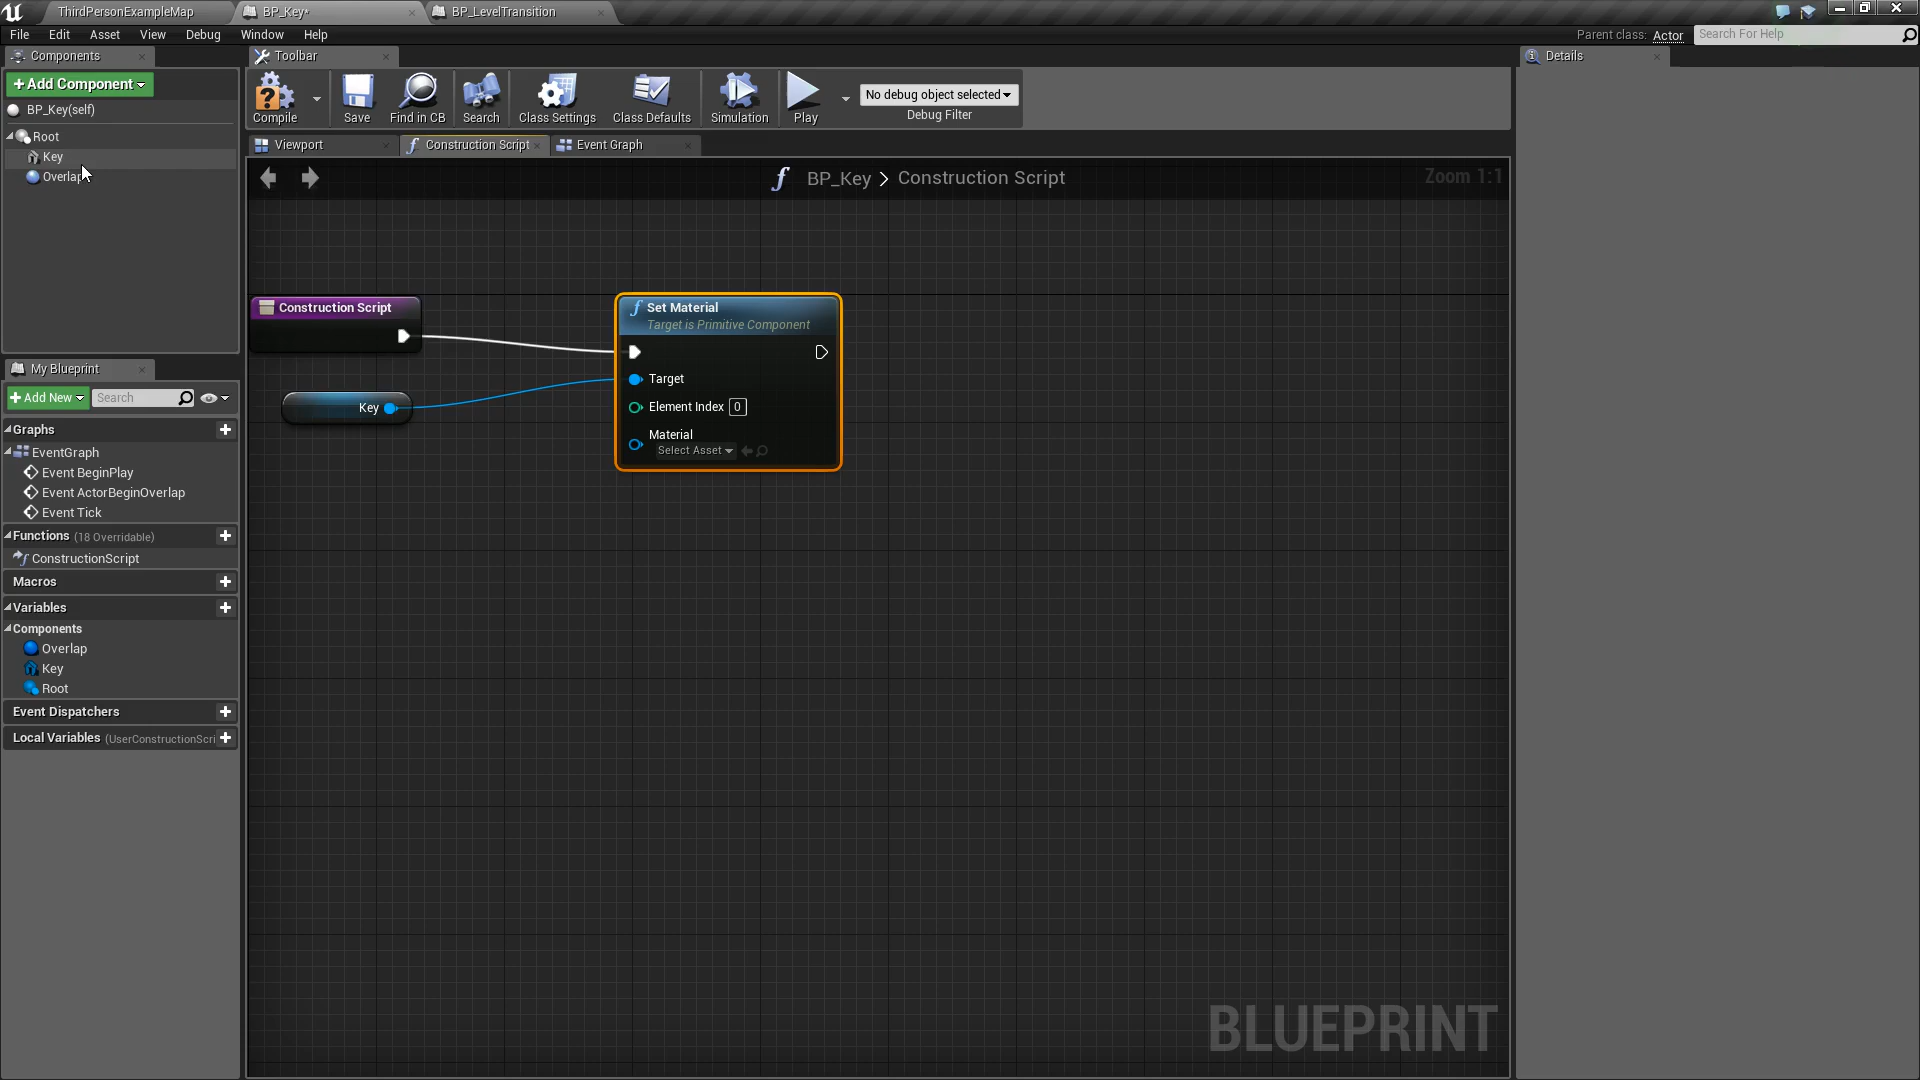 ThirdPersonExampleMap
BP_Key*
BP_LevelTransition
File Edit Asset View Debug Window Help
Parent class: Actor
Search For Help
Components
Toolbar
Details
+Add Component
BP_Key(self)
Root
Key
Overlap
Compile
Save
Find in CB
Search
Class Settings
Class Defaults
Simulation
Play
No debug object selected
Debug Filter
Viewport
Construction Script
Event Graph
BP_Key > Construction Script
Zoom 1:1
Construction Script
Key
Set Material
Target is Primitive Component
Target
Element Index 0
Material
Select Asset
My Blueprint
+Add New
Search
Graphs
EventGraph
Event BeginPlay
Event ActorBeginOverlap
Event Tick
Functions (18 Overridable)
ConstructionScript
Macros
Variables
Components
Overlap
Key
Root
Event Dispatchers
Local Variables (UserConstructionScri
BLUEPRINT